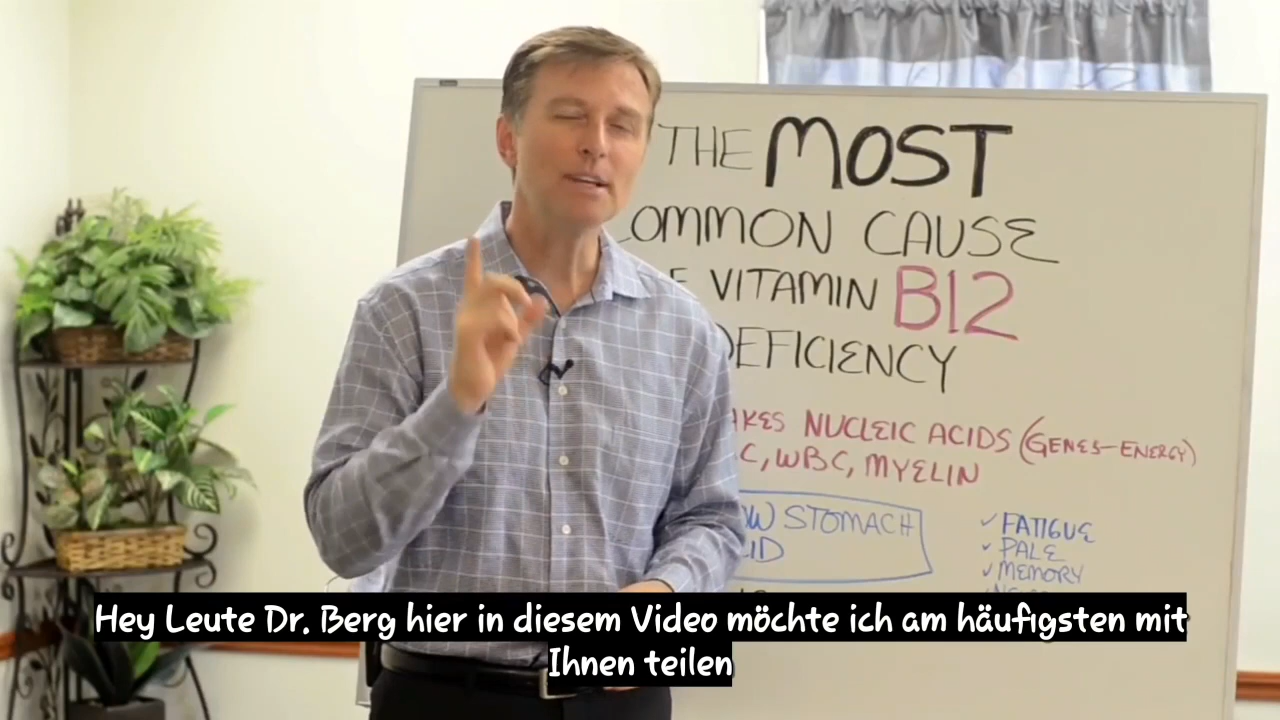 THE MOST
COMMON CAUSE
VITAMIN B12
DEFICIENCY
NUCLEIC ACIDS (GENES-ENERGY)
WBC, MYELIN
STOMACH
✓ FATIGUE
✓ PALE
✓ MEMORY
Hey Leute Dr. Berg hier in diesem Video möchte ich am häufigsten mit
Ihnen teilen